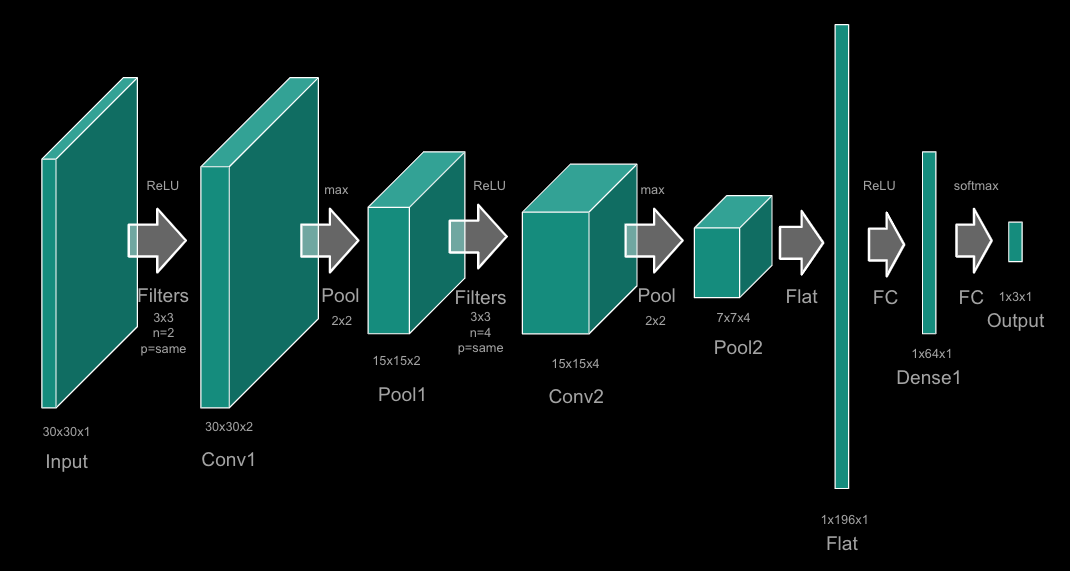 ReLU
Filters
3x3
n=2
p=same
30x30x1
Input
30x30x2
Conv1
max
Pool
2x2
15x15x2
Pool1
ReLU
Filters
3x3
n=4
p=same
15x15x4
Conv2
max
Pool
2x2
7x7x4
Pool2
Flat
1x196x1
Flat
ReLU
FC
1x64x1
Dense1
softmax
FC
1x3x1
Output